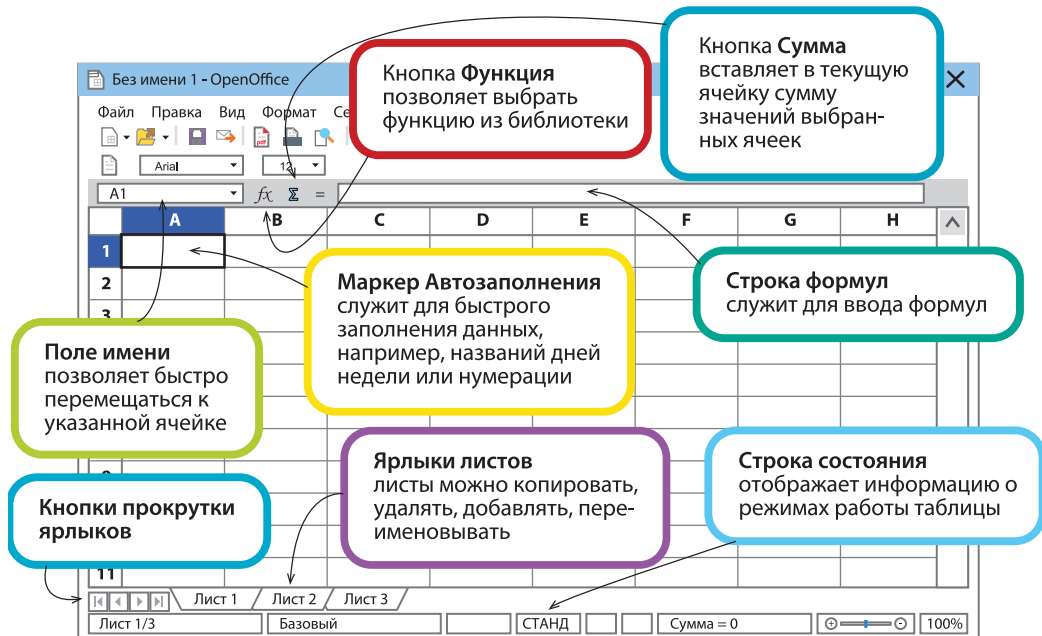 Без имени 1 - OpenOffice
Файл Правка Вид Формат Се
Arial
12
A1
fx Σ =
Кнопка Функция
позволяет выбрать
функцию из библиотеки
Кнопка Сумма
вставляет в текущую
ячейку сумму
значений выбран-
ных ячеек
A B C D E F G H
1
2
3
Маркер Автозаполнения
служит для быстрого
заполнения данных,
например, названий дней
недели или нумерации
Строка формул
служит для ввода формул
Поле имени
позволяет быстро
перемещаться к
указанной ячейке
Ярлыки листов
листы можно копировать,
удалять, добавлять, пере-
именовывать
Строка состояния
отображает информацию о
режимах работы таблицы
Кнопки прокрутки
ярлыков
11
Лист 1 Лист 2 Лист 3
Лист 1/3 Базовый СТАНД Сумма = 0 100%